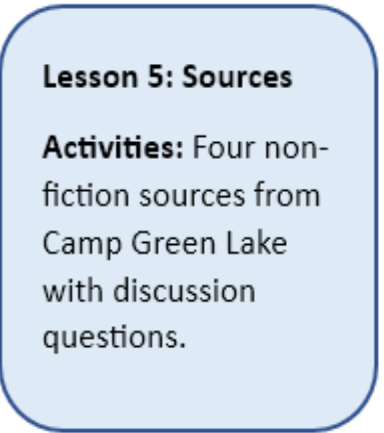 Lesson 5: Sources
Activities: Four non-
fiction sources from
Camp Green Lake
with discussion
questions.